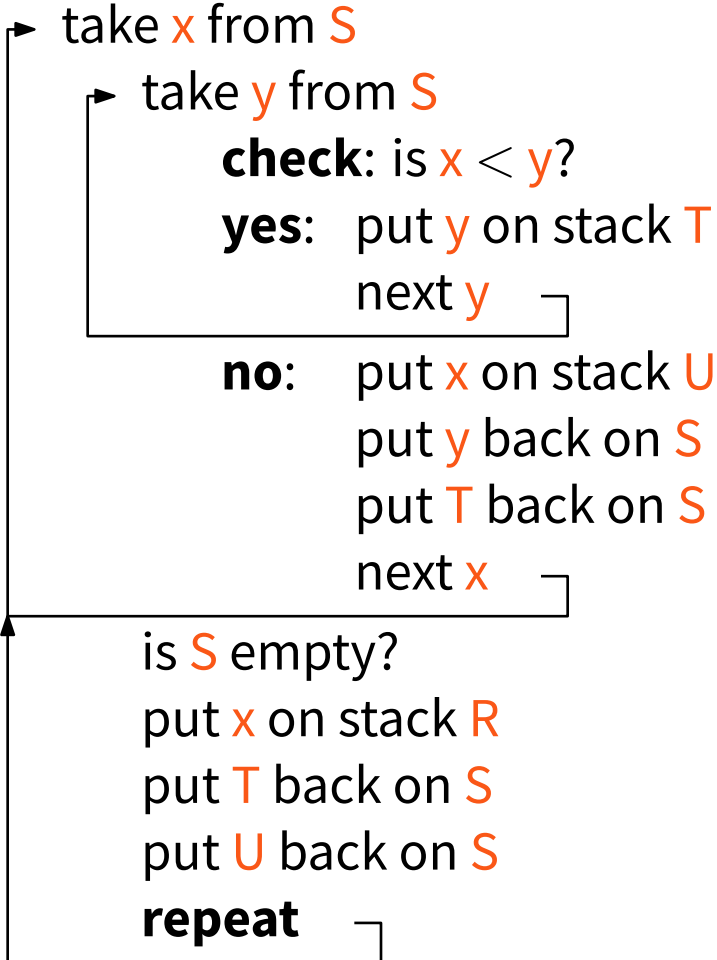 take x from S
take y from S
check: is x < y?
yes: put y on stack T
next y
no: put x on stack U
put y back on S
put T back on S
next x
is S empty?
put x on stack R
put T back on S
put U back on S
repeat